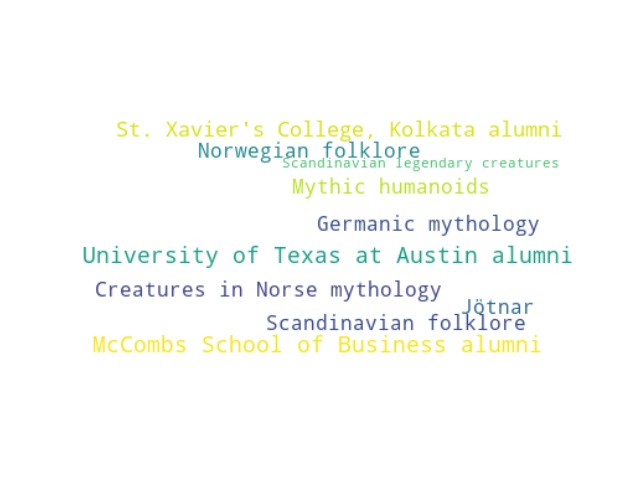 St. Xavier's College, Kolkata alumni
Norwegian folklore
Scandinavian legendary creatures
Mythic humanoids
Germanic mythology
University of Texas at Austin alumni
Creatures in Norse mythology
Jötnar
Scandinavian folklore
McCombs School of Business alumni